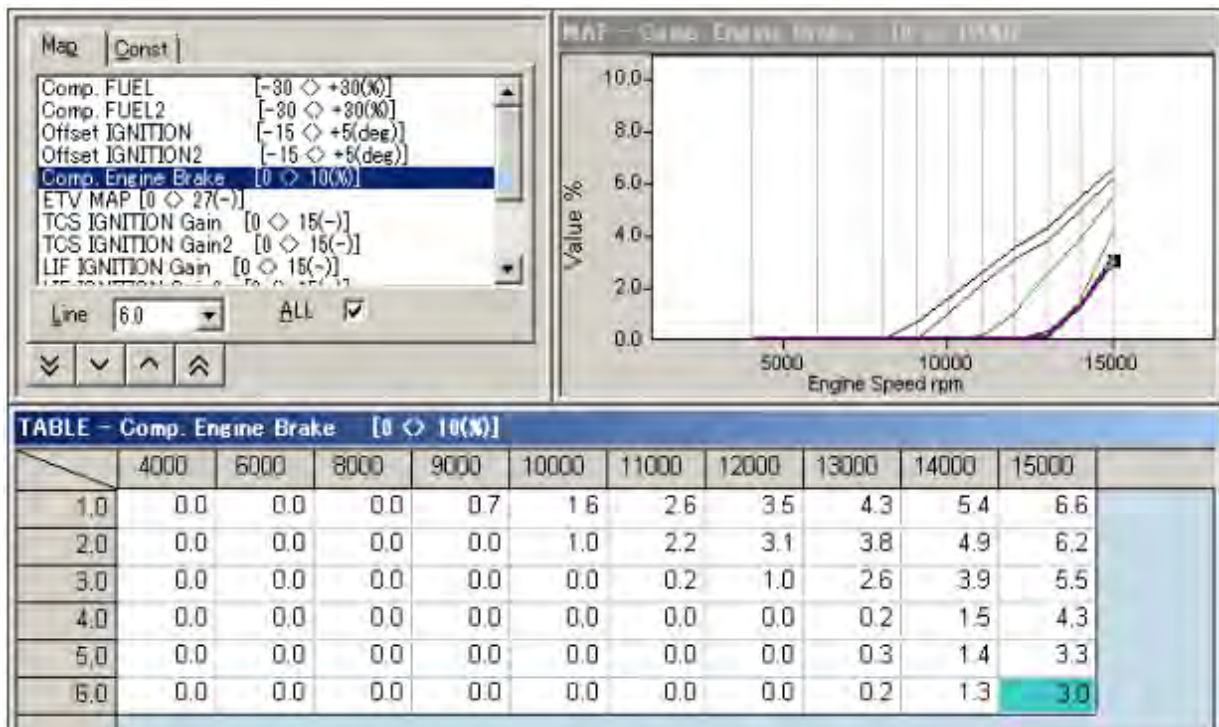 Map Const
Comp. FUEL [-30 <> +30(%)]
Comp. FUEL2 [-30 <> +30(%)]
Offset IGNITION [-15 <> +5(deg)]
Offset IGNITION2 [-15 <> +5(deg)]
Comp. Engine Brake [0 <> 10(%)]
ETV MAP [0 <> 27(-)]
TCS IGNITION Gain [0 <> 15(-)]
TCS IGNITION Gain2 [0 <> 15(-)]
LIF IGNITION Gain [0 <> 15(-)]
Line 6.0 ALL
MAP - Comp. Engine Brake
10.0
8.0
6.0
4.0
2.0
0.0
Value %
5000 10000 15000
Engine Speed rpm
TABLE - Comp. Engine Brake [0 <> 10(%)]
4000 6000 8000 9000 10000 11000 12000 13000 14000 15000
1.0 0.0 0.0 0.0 0.7 1.6 2.6 3.5 4.3 5.4 6.6
2.0 0.0 0.0 0.0 0.0 1.0 2.2 3.1 3.8 4.9 6.2
3.0 0.0 0.0 0.0 0.0 0.0 0.2 1.0 2.6 3.9 5.5
4.0 0.0 0.0 0.0 0.0 0.0 0.0 0.0 0.2 1.5 4.3
5.0 0.0 0.0 0.0 0.0 0.0 0.0 0.0 0.3 1.4 3.3
6.0 0.0 0.0 0.0 0.0 0.0 0.0 0.0 0.2 1.3 3.0